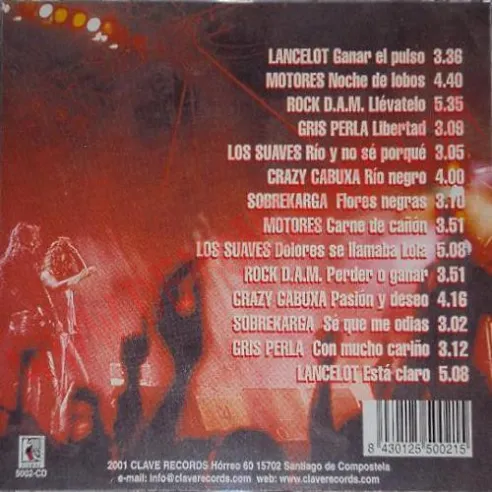 LANCELOT Ganar el pulso 3.36
MOTORES Noche de lobos 4.40
ROCK D.A.M. Llévatelo 5.35
GRIS PERLA Libertad 3.09
LOS SUAVES Río y no sé porqué 3.05
CRAZY CABUXA Río negro 4.00
SOBREKARGA Flores negras 3.10
MOTORES Carne de cañón 3.51
LOS SUAVES Dolores se llamaba Lola 5.08
ROCK D.A.M. Perder o ganar 3.51
CRAZY CABUXA Pasión y deseo 4.16
SOBREKARGA Sé que me odias 3.02
GRIS PERLA Con mucho cariño 3.12
LANCELOT Está claro 5.08
8 430125 500215
5002-CD
2001 CLAVE RECORDS Hórreo 60 15702 Santiago de Compostela
e-mail: info@claverecords.com web: www.claverecords.com